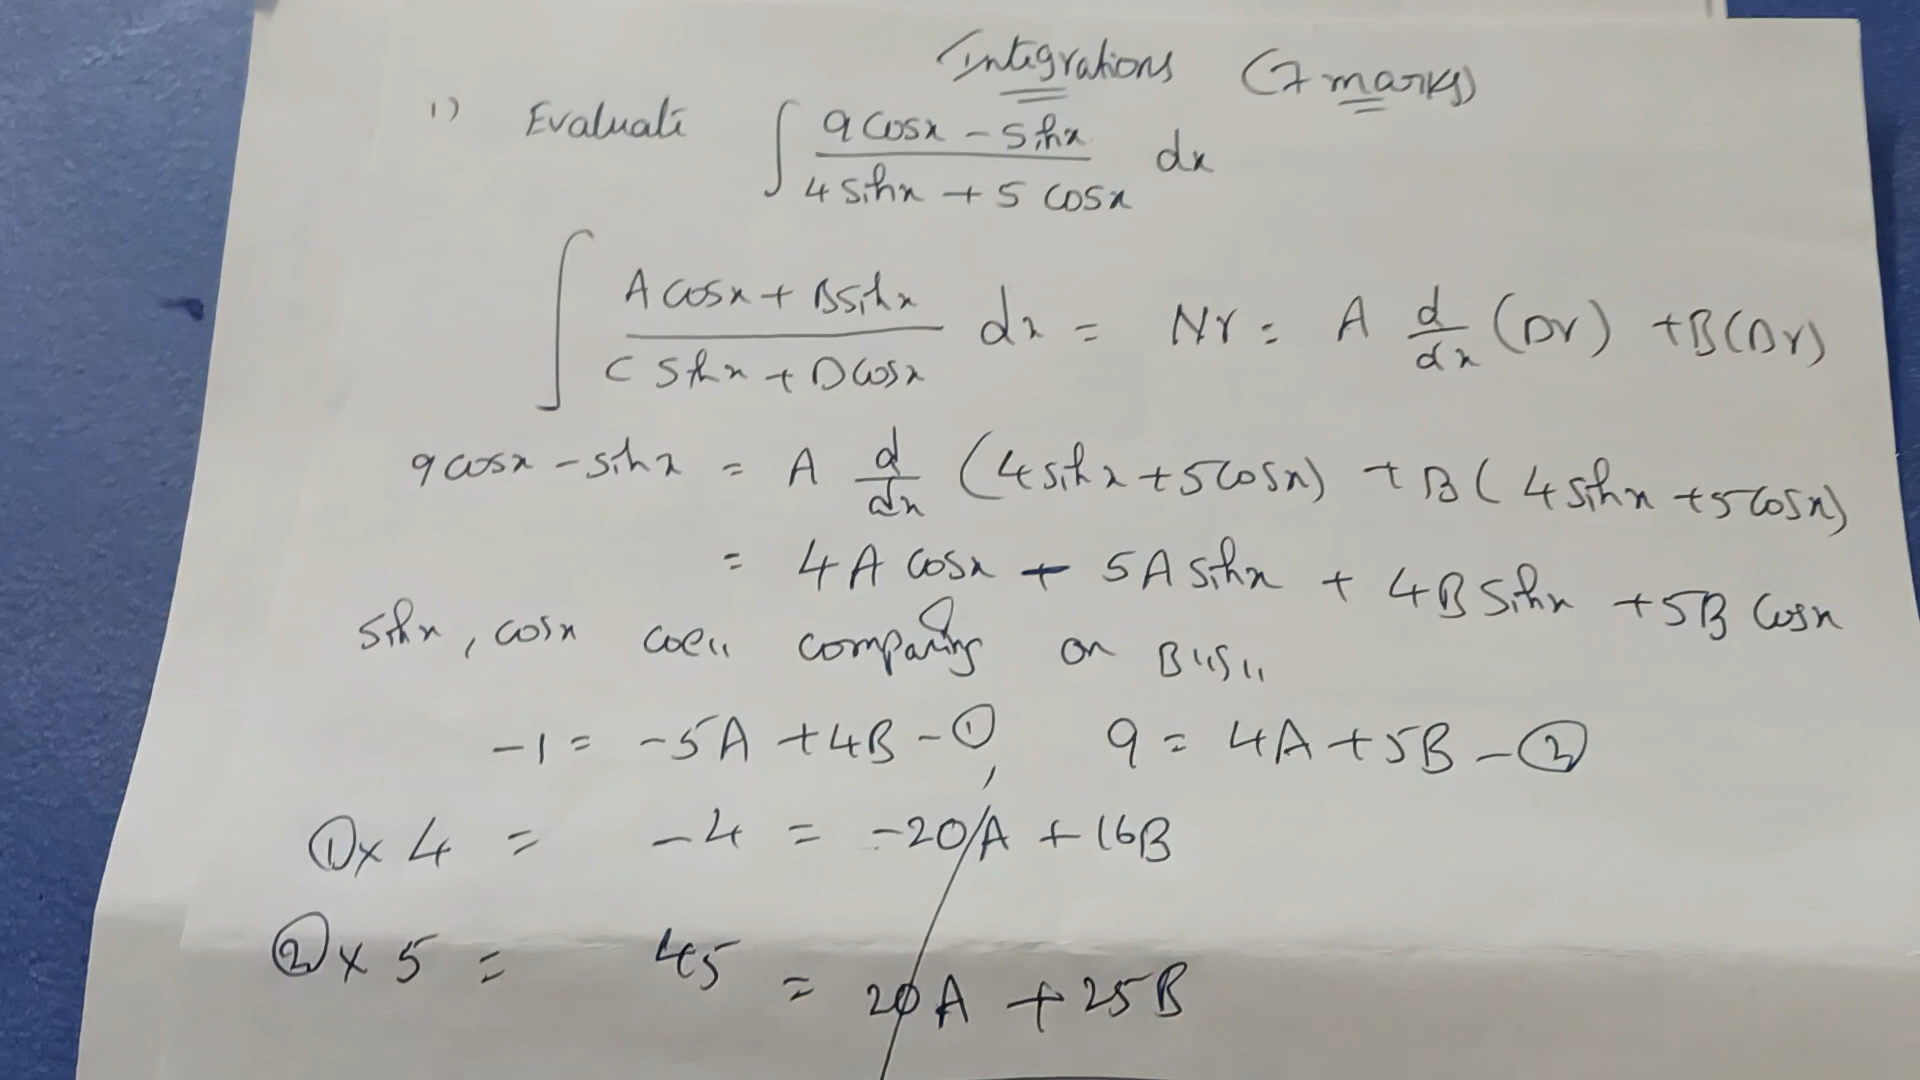 Integrations (7 marks)
1) Evaluate ∫ (9 cosx - sinx)/(4 sinx + 5 cosx) dx
∫ (A cosx + B sinx)/(C sinx + D cosx) dx = Nr = A d/dx (Dr) + B(Dr)
9 cosx - sinx = A d/dx (4 sinx + 5 cosx) + B (4 sinx + 5 cosx)
= 4A cosx - 5A sinx + 4B sinx + 5B cosx
sinx, cosx coe11 comparing on B11S11
-1 = -5A + 4B - ①, 9 = 4A + 5B - ②
① x 4 = -4 = -20A + 16B
② x 5 = 45 = 20A + 25B